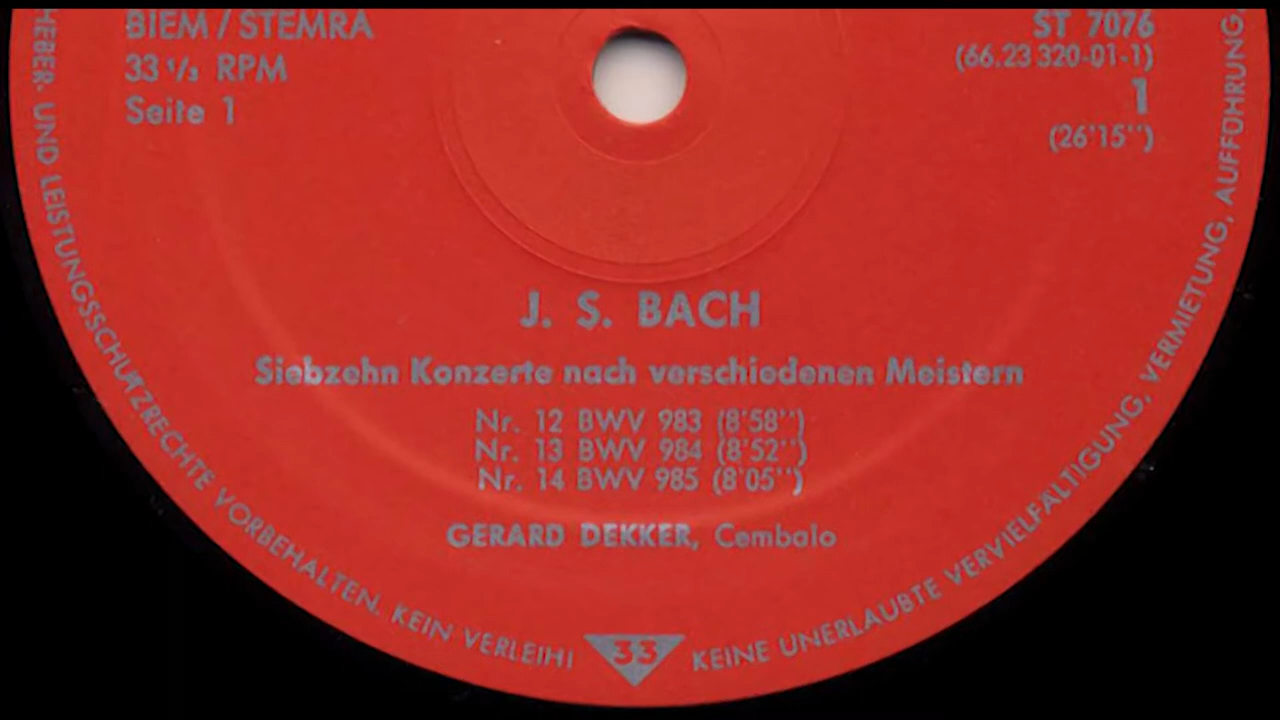 BIEM / STEMRA
33 1/3 RPM
Seite 1
ST 7076
(66.23 320-01-1)
1
(26'15'')
J. S. BACH
Siebzehn Konzerte nach verschiedenen Meistern
Nr. 12 BWV 983 (8'58'')
Nr. 13 BWV 984 (8'52'')
Nr. 14 BWV 985 (8'05'')
GERARD DEKKER, Cembalo
HEBER- UND LEISTUNGSSCHUTZRECHTE VORBEHALTEN. KEIN VERLEIH!
33
KEINE UNERLAUBTE VERVIELFÄLTIGUNG, VERMIETUNG, AUFFÜHRUNG,